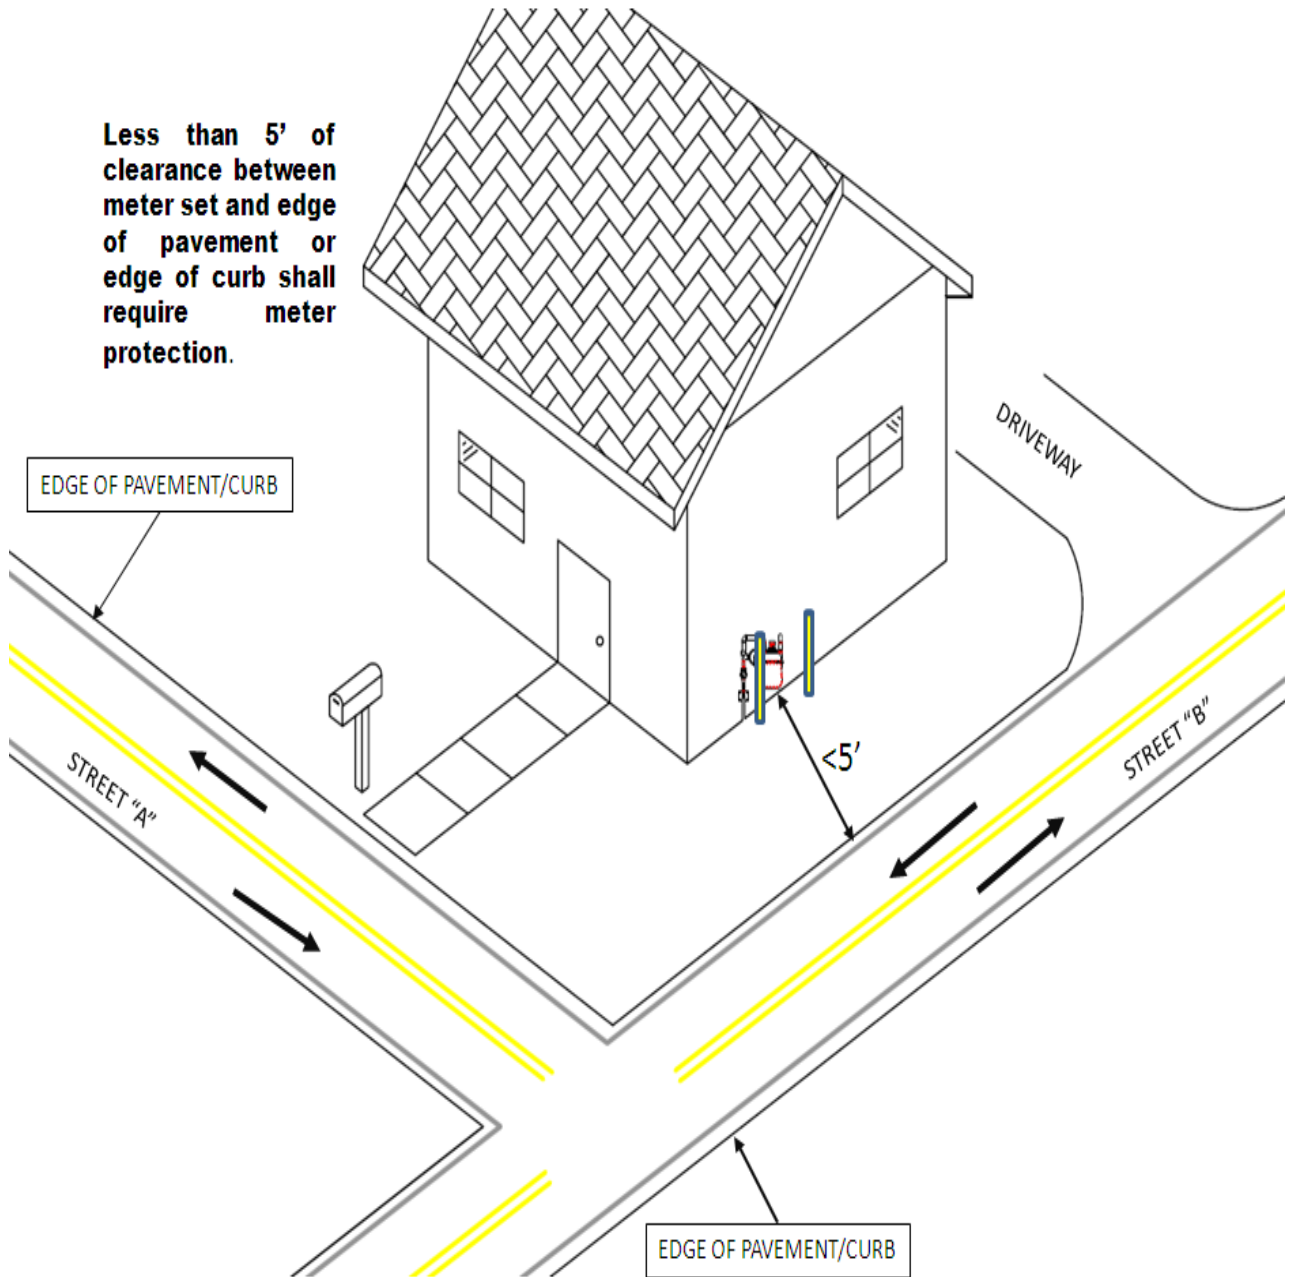 Less than 5’ of
clearance between
meter set and edge
of pavement or
edge of curb shall
require meter
protection.
DRIVEWAY
EDGE OF PAVEMENT/CURB
<5’
STREET “B”
STREET “A”
EDGE OF PAVEMENT/CURB